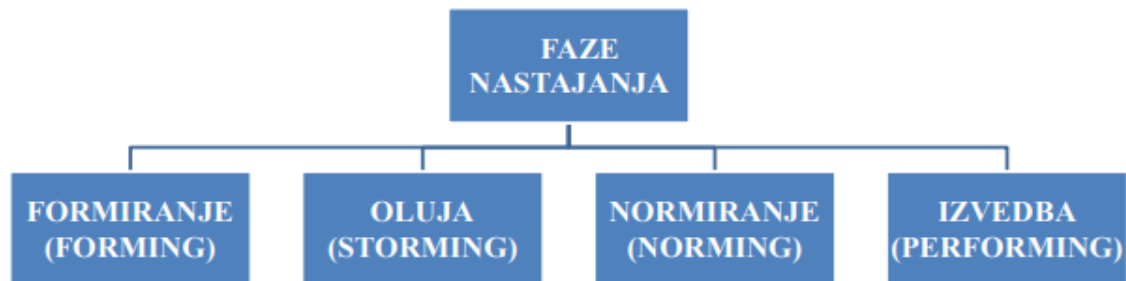 FAZE
NASTAJANJA
FORMIRANJE
(FORMING)
OLUJA
(STORMING)
NORMIRANJE
(NORMING)
IZVEDBA
(PERFORMING)